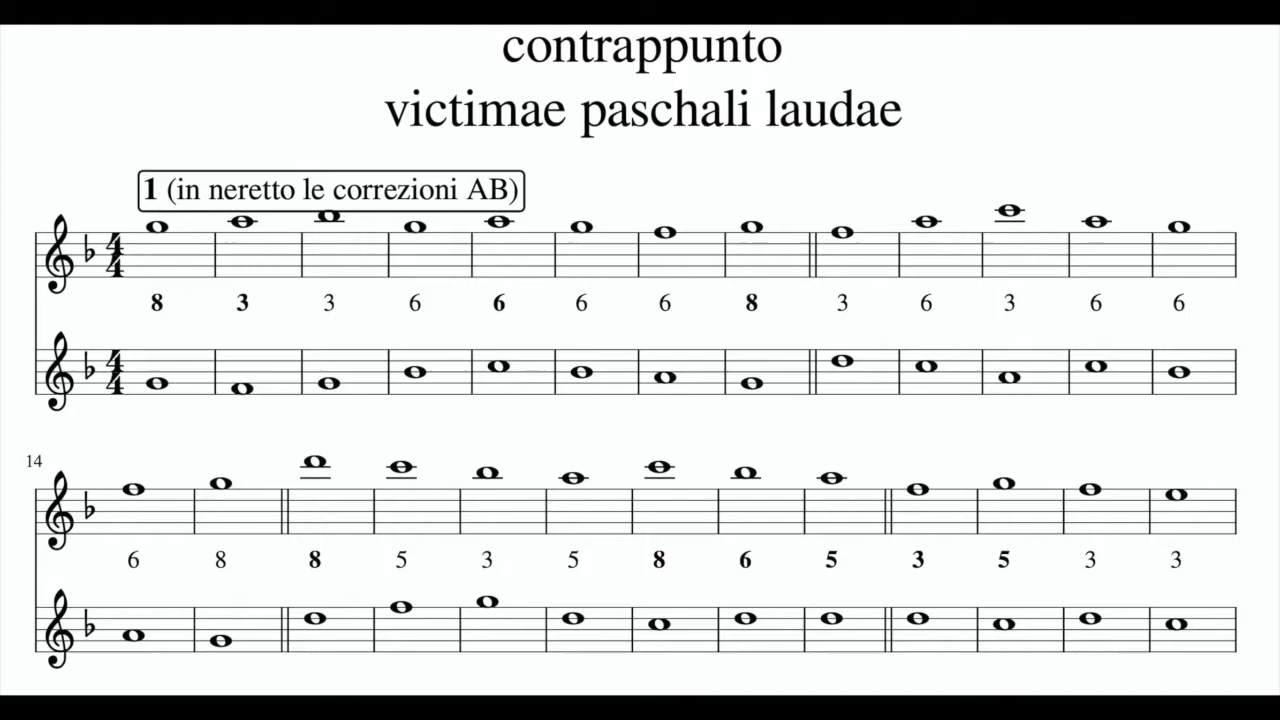 contrappunto
victimae paschali laudae
1 (in neretto le correzioni AB)
4 4
8 3 3 6 6 6 6 8 3 6 3 6 6
4 4
14
6 8 8 5 3 5 8 6 5 3 5 3 3